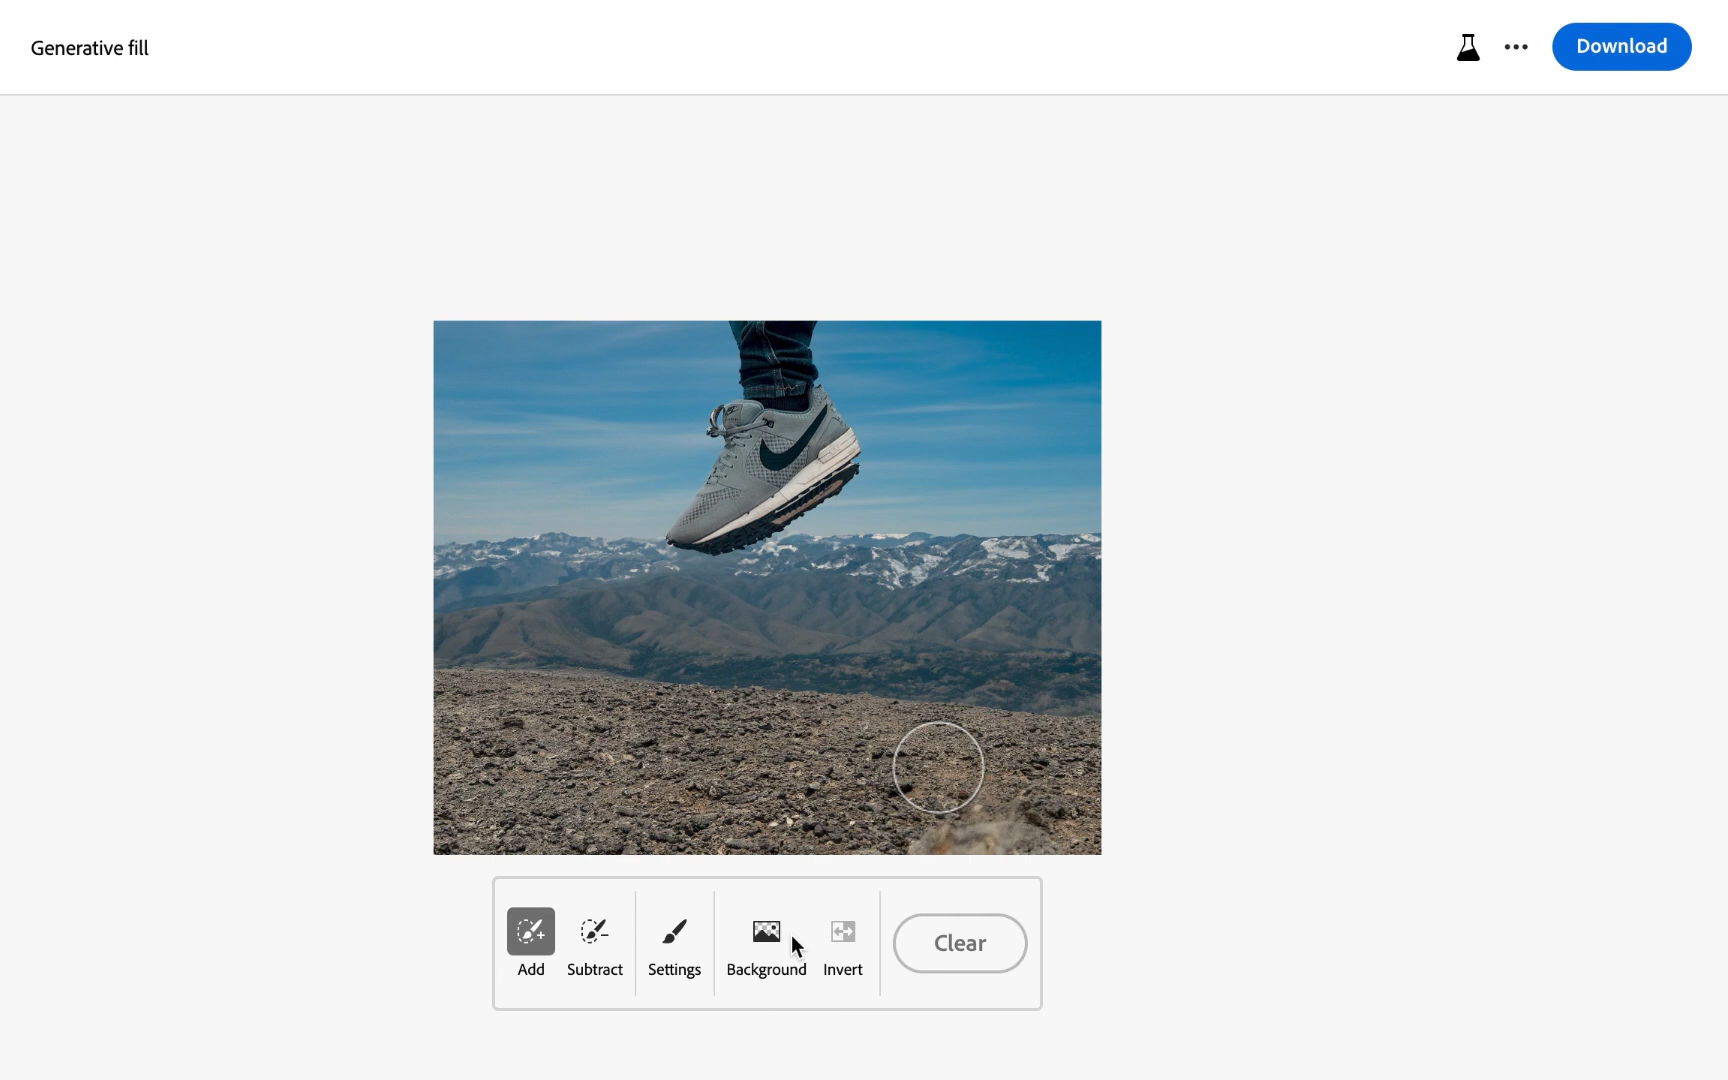 Generative fill
Download
Add
Subtract
Settings
Background
Invert
Clear